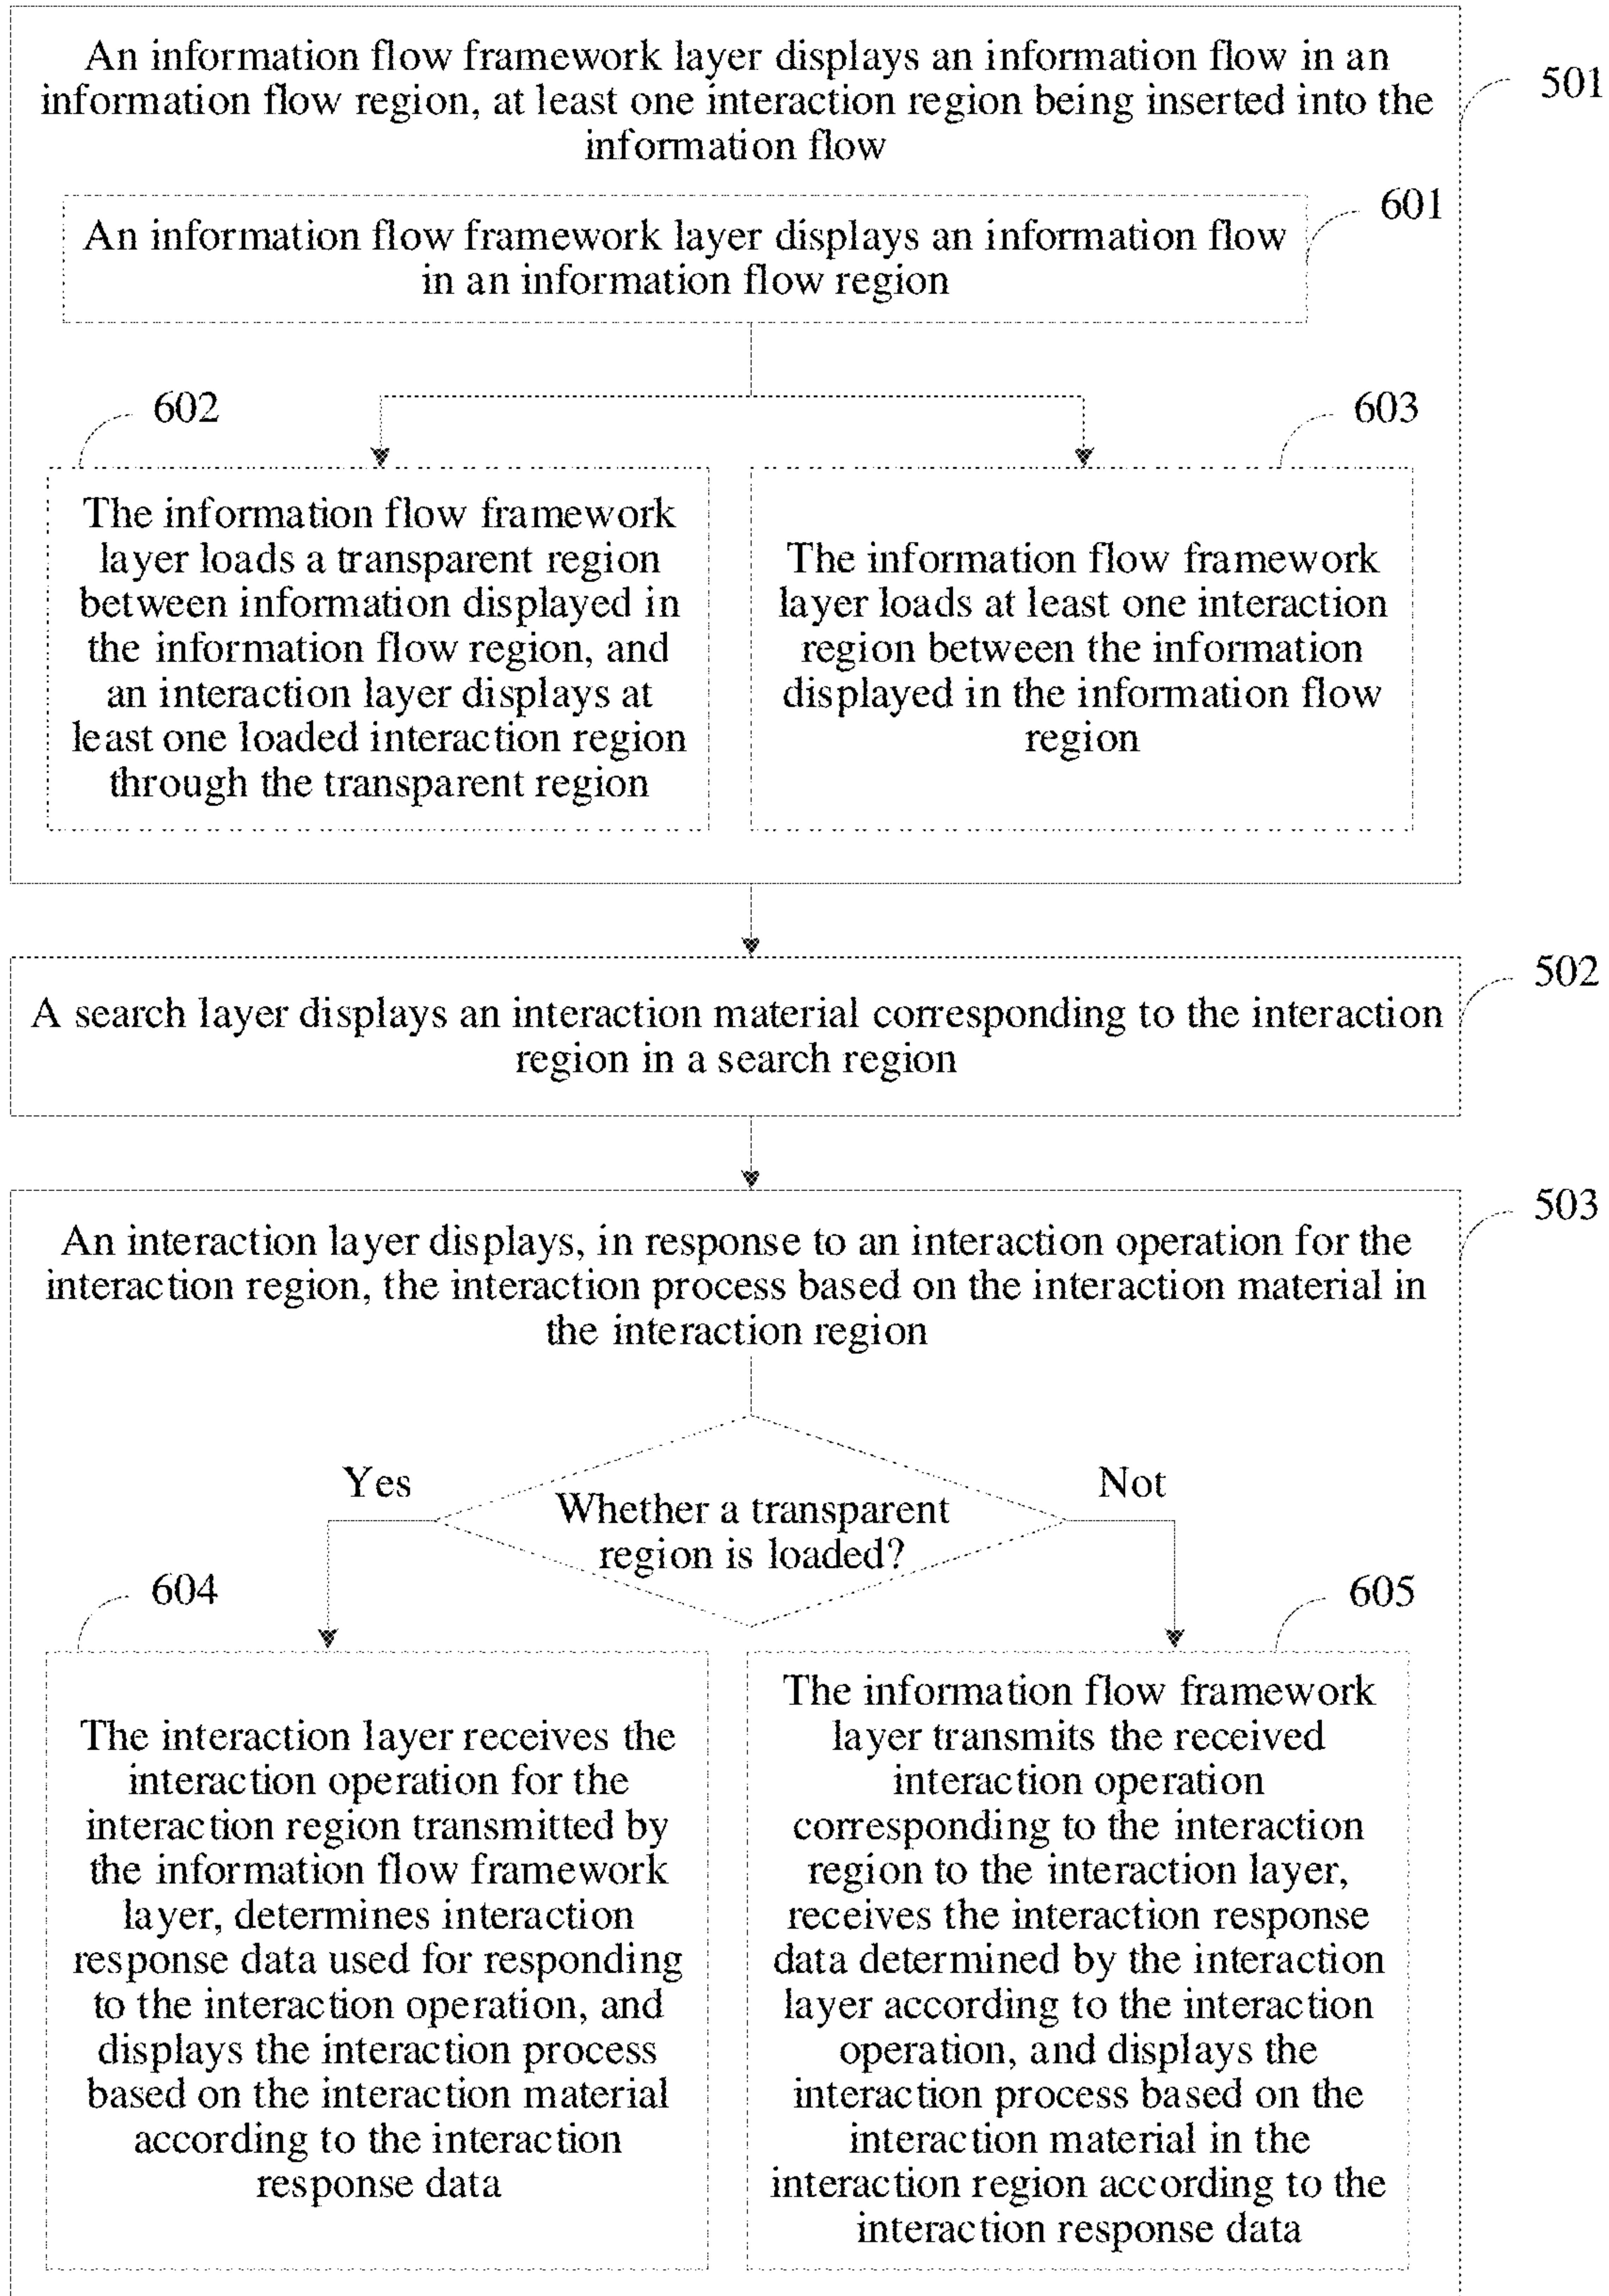 An information flow framework layer displays an information flow in an
information flow region, at least one interaction region being inserted into the
information flow
501
An information flow framework layer displays an information flow
in an information flow region
601
602
The information flow framework
layer loads a transparent region
between information displayed in
the information flow region, and
an interaction layer displays at
least one loaded interaction region
through the transparent region
603
The information flow framework
layer loads at least one interaction
region between the information
displayed in the information flow
region
502
A search layer displays an interaction material corresponding to the interaction
region in a search region
503
An interaction layer displays, in response to an interaction operation for the
interaction region, the interaction process based on the interaction material in
the interaction region
Whether a transparent
region is loaded?
Yes
Not
604
The interaction layer receives the
interaction operation for the
interaction region transmitted by
the information flow framework
layer, determines interaction
response data used for responding
to the interaction operation, and
displays the interaction process
based on the interaction material
according to the interaction
response data
605
The information flow framework
layer transmits the received
interaction operation
corresponding to the interaction
region to the interaction layer,
receives the interaction response
data determined by the interaction
layer according to the interaction
operation, and displays the
interaction process based on the
interaction material in the
interaction region according to the
interaction response data